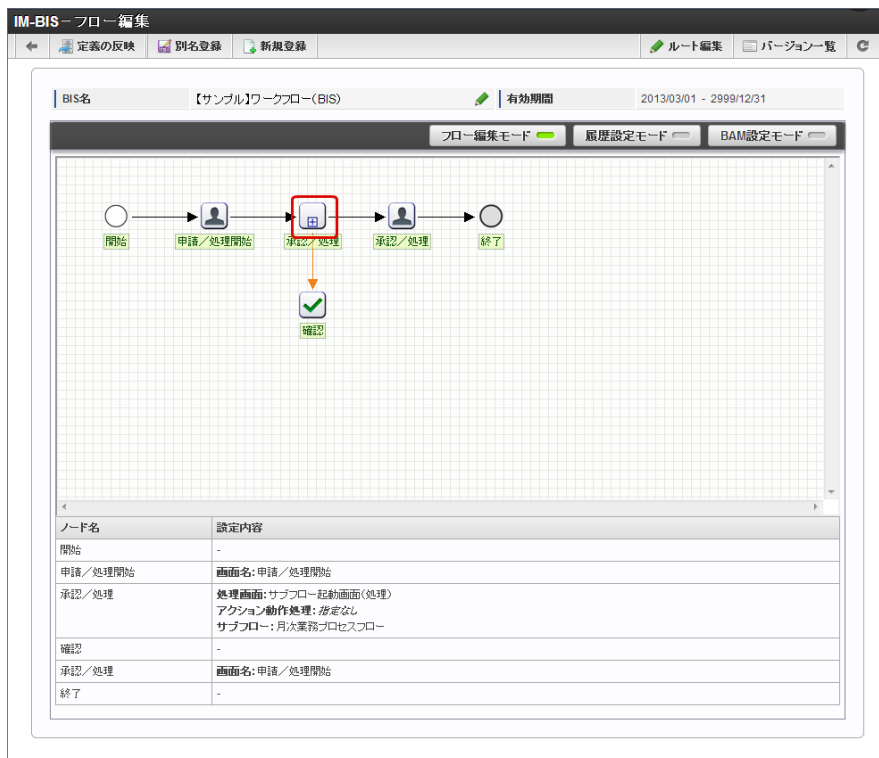 IM-BIS－フロー編集
定義の反映 別名登録 新規登録 ルート編集 バージョン一覧
BIS名 【サンプル】ワークフロー(BIS) 有効期間 2013/03/01 - 2999/12/31
フロー編集モード 履歴設定モード BAM設定モード
開始 申請／処理開始 承認／処理 承認／処理 終了
確認
ノード名 設定内容
開始 -
申請／処理開始 画面名：申請／処理開始
承認／処理 処理画面：サブフロー起動画面(処理)
アクション動作処理：指定なし
サブフロー：月次業務プロセスフロー
確認 -
承認／処理 画面名：申請／処理開始
終了 -